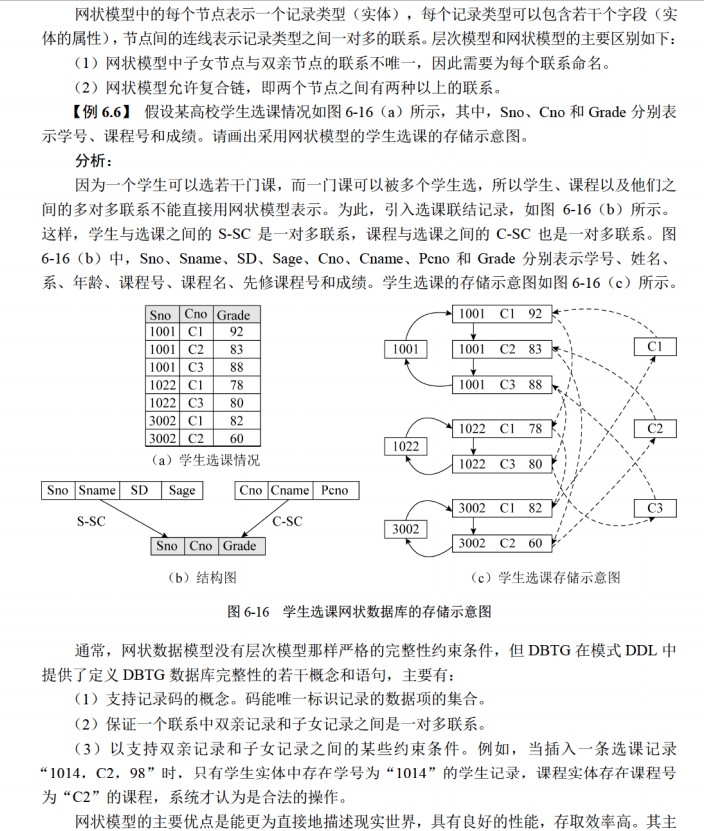 网状模型中的每个节点表示一个记录类型（实体），每个记录类型可以包含若干个字段（实
体的属性），节点间的连线表示记录类型之间一对多的联系。层次模型和网状模型的主要区别如下：
（1）网状模型中子女节点与双亲节点的联系不唯一，因此需要为每个联系命名。
（2）网状模型允许复合链，即两个节点之间有两种以上的联系。
【例 6.6】 假设某高校学生选课情况如图 6-16（a）所示，其中，Sno、Cno 和 Grade 分别表
示学号、课程号和成绩。请画出采用网状模型的学生选课的存储示意图。
分析：
因为一个学生可以选若干门课，而一门课可以被多个学生选，所以学生、课程以及他们之
间的多对多联系不能直接用网状模型表示。为此，引入选课联结记录，如图 6-16（b）所示。
这样，学生与选课之间的 S-SC 是一对多联系，课程与选课之间的 C-SC 也是一对多联系。图
6-16（b）中，Sno、Sname、SD、Sage、Cno、Cname、Pcno 和 Grade 分别表示学号、姓名、
系、年龄、课程号、课程名、先修课程号和成绩。学生选课的存储示意图如图 6-16（c）所示。
Sno Cno Grade
1001 C1 92
1001 C2 83
1001 C3 88
1022 C1 78
1022 C3 80
3002 C1 82
3002 C2 60
（a）学生选课情况
Sno Sname SD Sage
Cno Cname Pcno
S-SC
C-SC
Sno Cno Grade
（b）结构图
1001 C1 92
1001 C2 83
1001 C3 88
1001
1022 C1 78
1022 C3 80
1022
3002 C1 82
3002 C2 60
3002
C1
C2
C3
（c）学生选课存储示意图
图 6-16 学生选课网状数据库的存储示意图
通常，网状数据模型没有层次模型那样严格的完整性约束条件，但 DBTG 在模式 DDL 中
提供了定义 DBTG 数据库完整性的若干概念和语句，主要有：
（1）支持记录码的概念。码能唯一标识记录的数据项的集合。
（2）保证一个联系中双亲记录和子女记录之间是一对多联系。
（3）以支持双亲记录和子女记录之间的某些约束条件。例如，当插入一条选课记录
“1014，C2，98”时，只有学生实体中存在学号为“1014”的学生记录，课程实体存在课程号
为“C2”的课程，系统才认为是合法的操作。
网状模型的主要优点是能更为直接地描述现实世界，具有良好的性能，存取效率高。其主